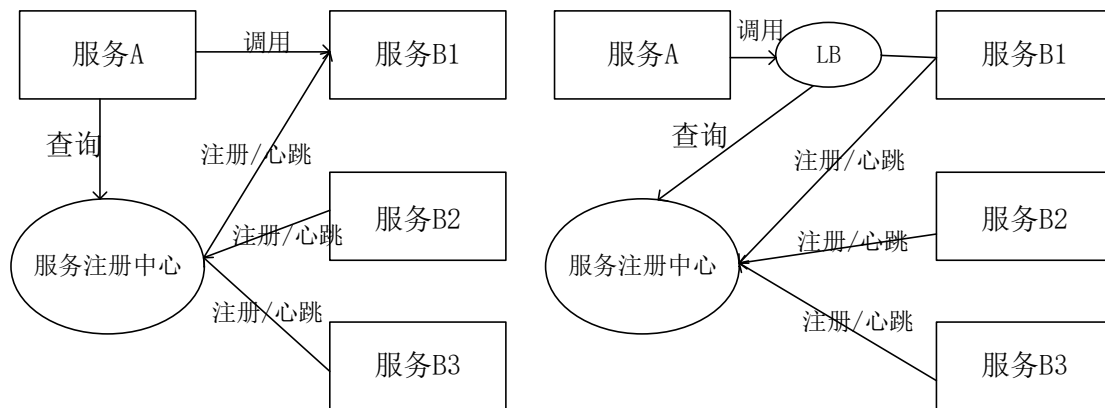 服务A
调用
服务B1
查询
注册/心跳
服务B2
注册/心跳
服务注册中心
注册/心跳
服务B3
服务A
调用
LB
服务B1
查询
注册/心跳
服务B2
注册/心跳
服务注册中心
注册/心跳
服务B3